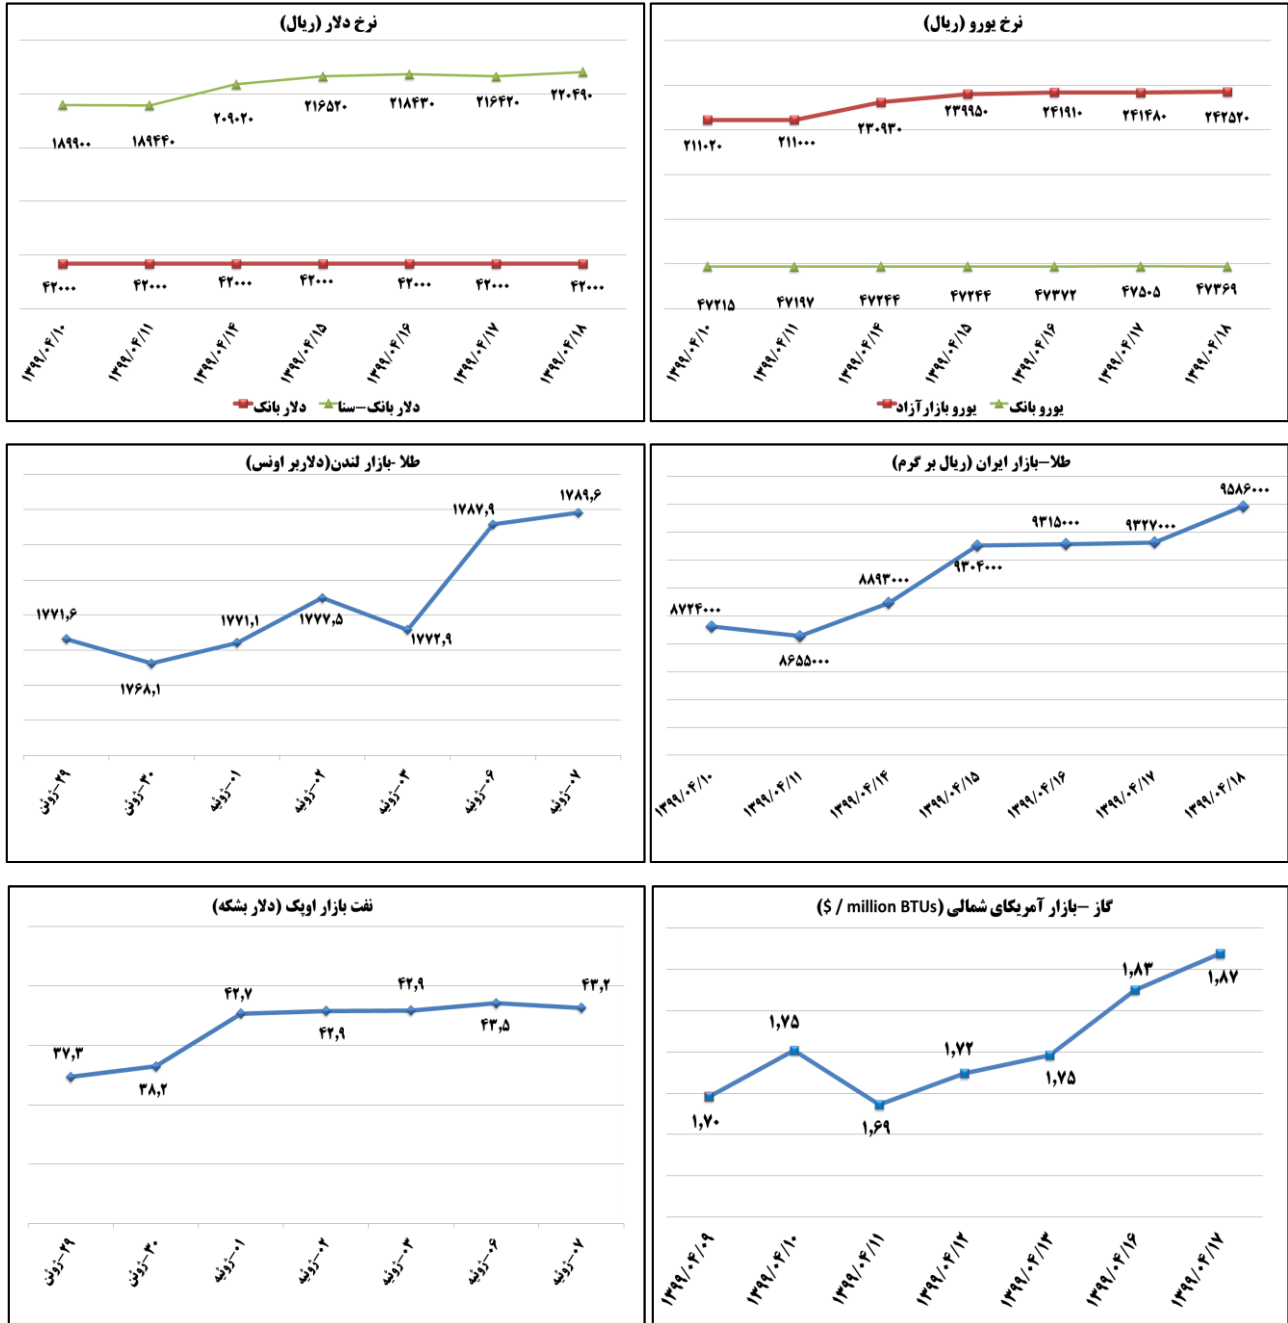 نرخ دلار (ریال)
۱۸۹۹۰۰ ۱۸۹۴۴۰ ۲۰۹۰۲۰ ۲۱۶۵۲۰ ۲۱۸۴۳۰ ۲۱۶۴۲۰ ۲۲۰۴۹۰
۴۲۰۰۰ ۴۲۰۰۰ ۴۲۰۰۰ ۴۲۰۰۰ ۴۲۰۰۰ ۴۲۰۰۰ ۴۲۰۰۰
۱۳۹۹/۰۴/۱۰ ۱۳۹۹/۰۴/۱۱ ۱۳۹۹/۰۴/۱۴ ۱۳۹۹/۰۴/۱۵ ۱۳۹۹/۰۴/۱۶ ۱۳۹۹/۰۴/۱۷ ۱۳۹۹/۰۴/۱۸
دلار بانک دلار بانک–سنا
نرخ یورو (ریال)
۲۱۱۰۲۰ ۲۱۱۰۰۰ ۲۳۰۹۳۰ ۲۳۹۹۵۰ ۲۴۱۹۱۰ ۲۴۱۴۸۰ ۲۴۲۵۲۰
۴۷۲۱۵ ۴۷۱۹۷ ۴۷۲۴۴ ۴۷۲۴۴ ۴۷۳۷۲ ۴۷۵۰۵ ۴۷۳۶۹
۱۳۹۹/۰۴/۱۰ ۱۳۹۹/۰۴/۱۱ ۱۳۹۹/۰۴/۱۴ ۱۳۹۹/۰۴/۱۵ ۱۳۹۹/۰۴/۱۶ ۱۳۹۹/۰۴/۱۷ ۱۳۹۹/۰۴/۱۸
یورو بازار آزاد یورو بانک
طلا -بازار لندن(دلاربر اونس)
۱۷۷۱,۶ ۱۷۶۸,۱ ۱۷۷۱,۱ ۱۷۷۷,۵ ۱۷۷۲,۹ ۱۷۸۷,۹ ۱۷۸۹,۶
۲۹-ژوئن ۳۰-ژوئن ۰۱-ژوئیه ۰۲-ژوئیه ۰۳-ژوئیه ۰۶-ژوئیه ۰۷-ژوئیه
طلا–بازار ایران (ریال بر گرم)
۸۷۲۴۰۰۰ ۸۶۵۵۰۰۰ ۸۸۹۳۰۰۰ ۹۳۰۴۰۰۰ ۹۳۱۵۰۰۰ ۹۳۲۷۰۰۰ ۹۵۸۶۰۰۰
۱۳۹۹/۰۴/۱۰ ۱۳۹۹/۰۴/۱۱ ۱۳۹۹/۰۴/۱۴ ۱۳۹۹/۰۴/۱۵ ۱۳۹۹/۰۴/۱۶ ۱۳۹۹/۰۴/۱۷ ۱۳۹۹/۰۴/۱۸
نفت بازار اوپک (دلار بشکه)
۳۷,۳ ۳۸,۲ ۴۲,۷ ۴۲,۹ ۴۲,۹ ۴۳,۵ ۴۳,۲
۲۹-ژوئن ۳۰-ژوئن ۰۱-ژوئیه ۰۲-ژوئیه ۰۳-ژوئیه ۰۶-ژوئیه ۰۷-ژوئیه
گاز –بازار آمریکای شمالی ($ / million BTUs)
۱,۷۰ ۱,۷۵ ۱,۶۹ ۱,۷۲ ۱,۷۵ ۱,۸۳ ۱,۸۷
۱۳۹۹/۰۴/۰۹ ۱۳۹۹/۰۴/۱۰ ۱۳۹۹/۰۴/۱۱ ۱۳۹۹/۰۴/۱۲ ۱۳۹۹/۰۴/۱۳ ۱۳۹۹/۰۴/۱۶ ۱۳۹۹/۰۴/۱۷